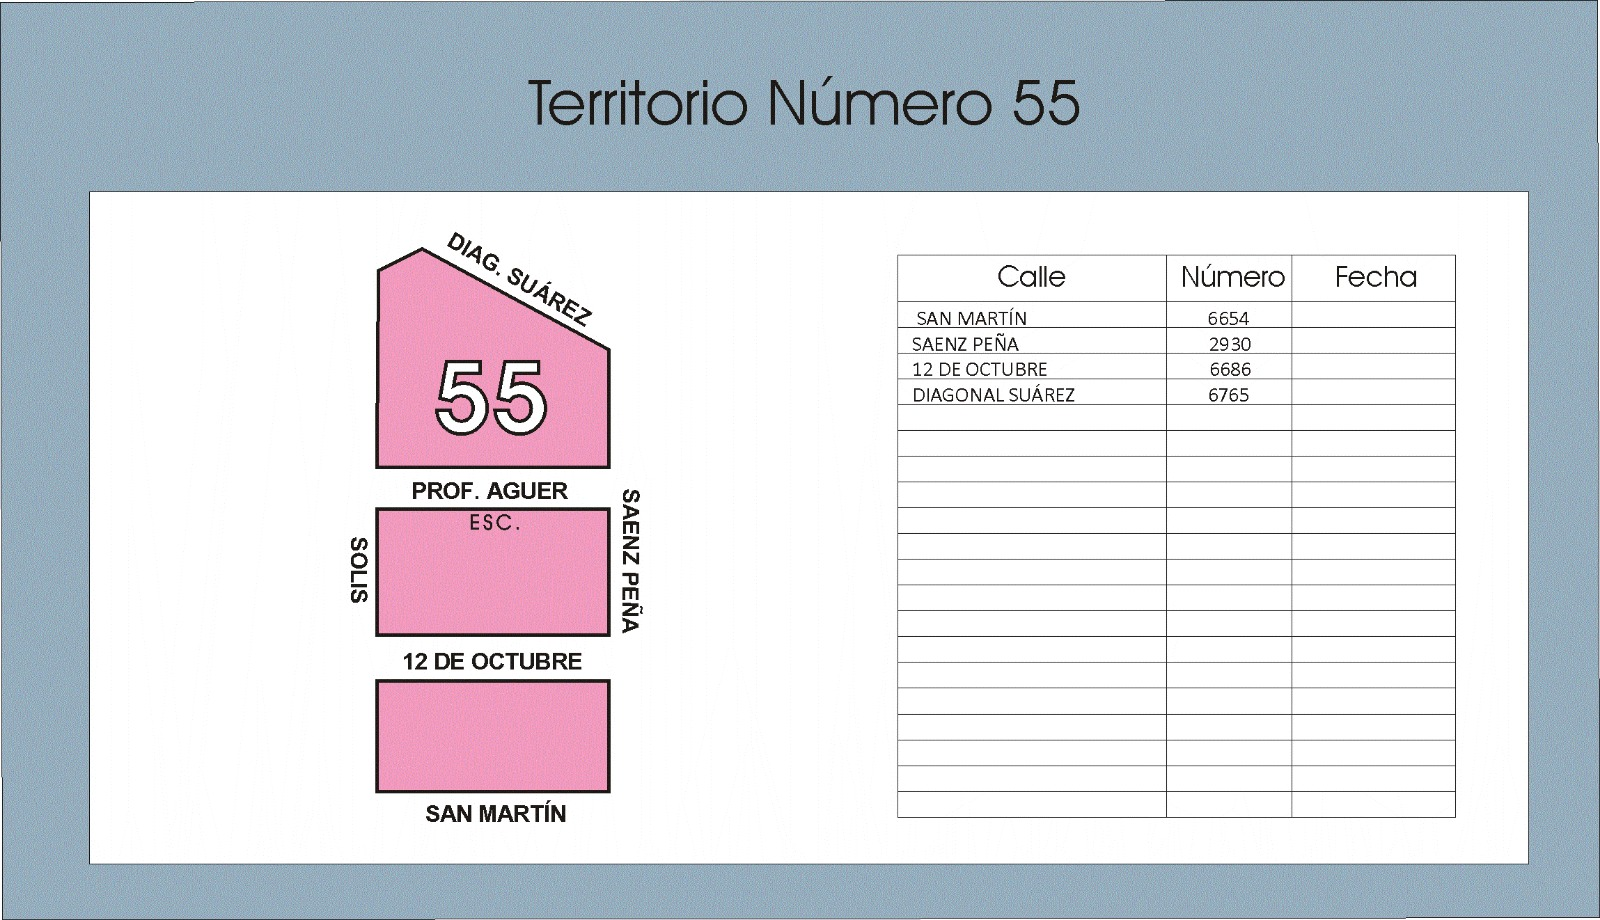 Territorio Número 55
DIAG. SUÁREZ
55
PROF. AGUER
ESC.
SOLIS
SAENZ PEÑA
12 DE OCTUBRE
SAN MARTÍN
Calle Número Fecha
SAN MARTÍN 6654
SAENZ PEÑA 2930
12 DE OCTUBRE 6686
DIAGONAL SUÁREZ 6765